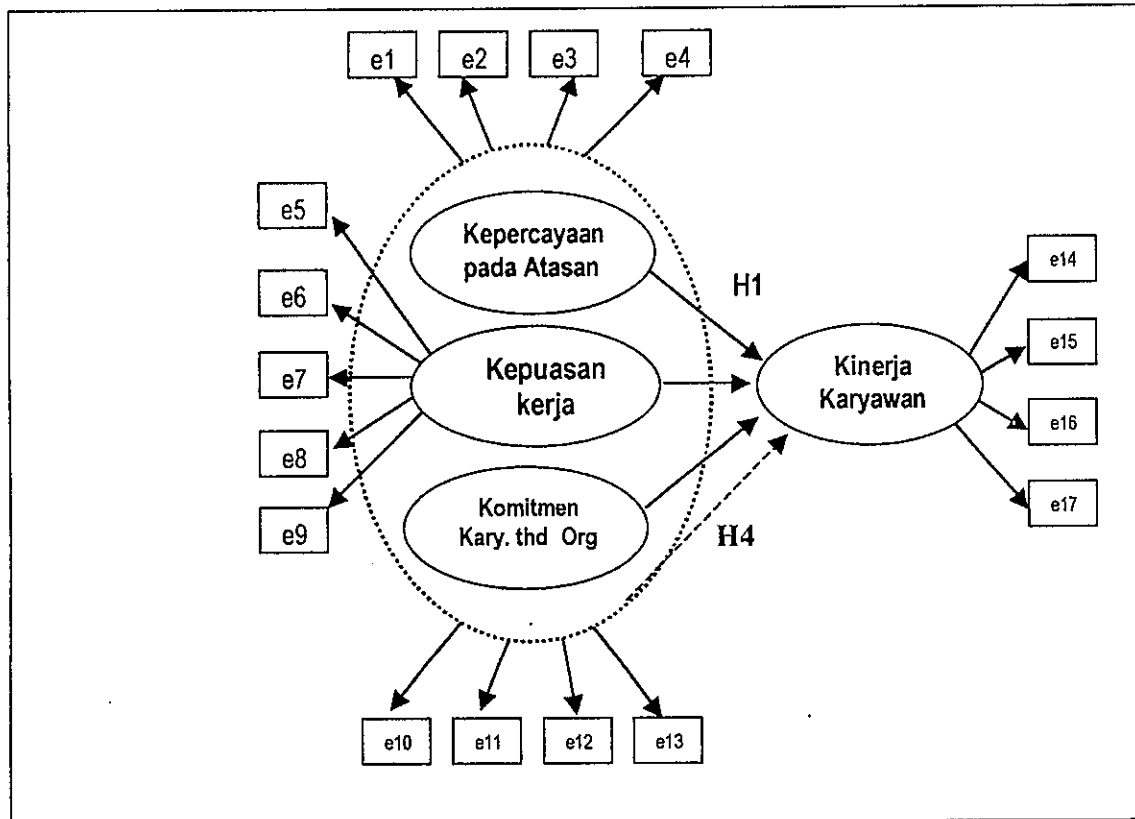 e1
e2
e3
e4
e5
e6
e7
e8
e9
Kepercayaan
pada Atasan
H1
Kepuasan
kerja
Komitmen
Kary. thd Org
H4
Kinerja
Karyawan
e14
e15
e16
e17
e10
e11
e12
e13